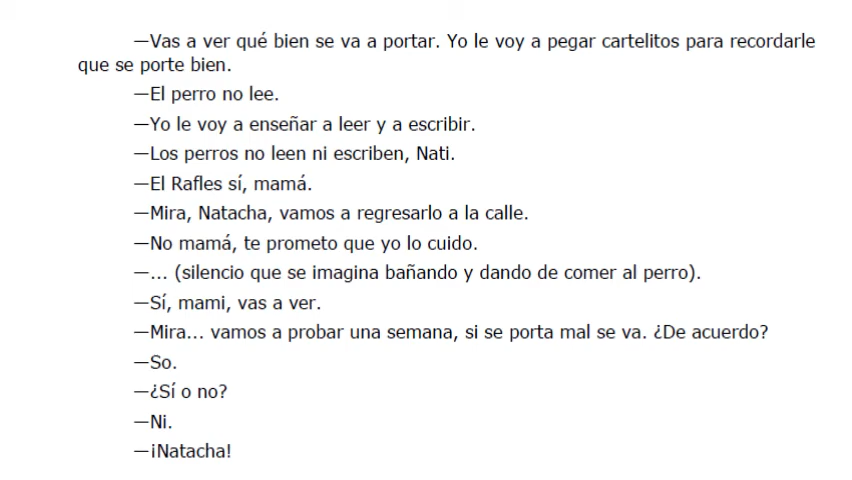 —Vas a ver qué bien se va a portar. Yo le voy a pegar cartelitos para recordarle
que se porte bien.
—El perro no lee.
—Yo le voy a enseñar a leer y a escribir.
—Los perros no leen ni escriben, Nati.
—El Rafles sí, mamá.
—Mira, Natacha, vamos a regresarlo a la calle.
—No mamá, te prometo que yo lo cuido.
—... (silencio que se imagina bañando y dando de comer al perro).
—Sí, mami, vas a ver.
—Mira... vamos a probar una semana, si se porta mal se va. ¿De acuerdo?
—So.
—¿Sí o no?
—Ni.
—¡Natacha!